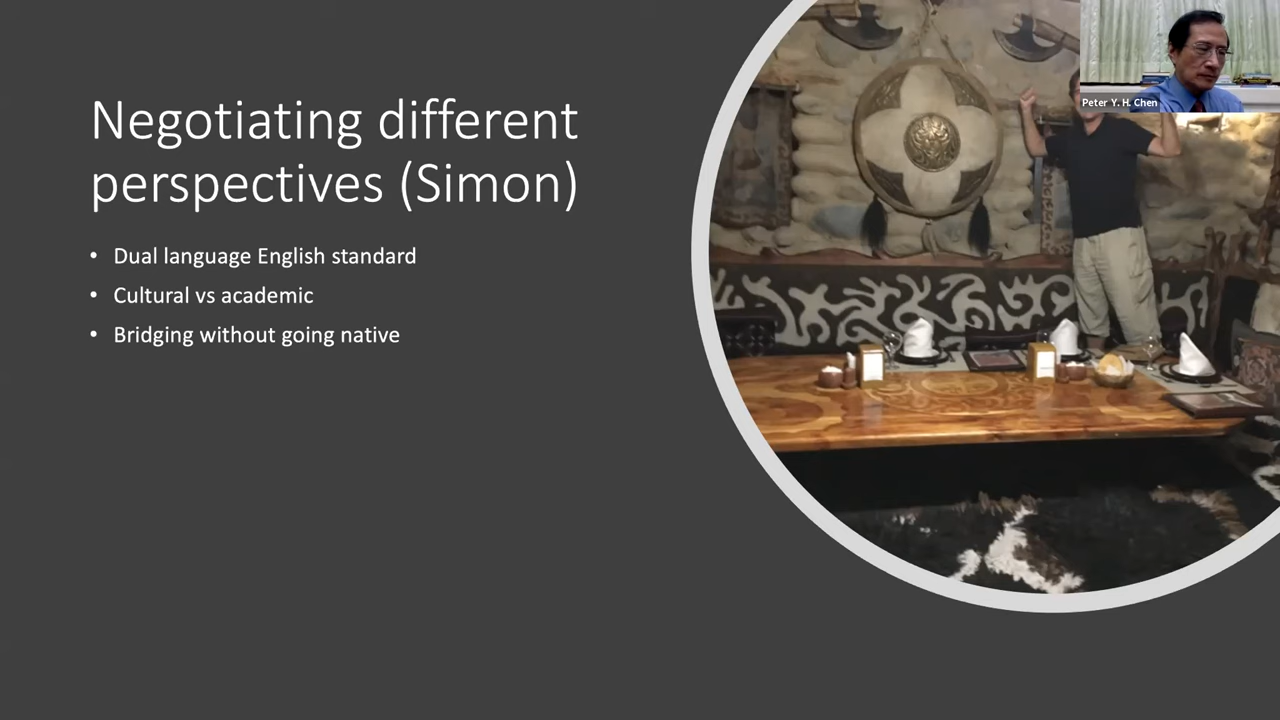 Negotiating different
perspectives (Simon)
• Dual language English standard
• Cultural vs academic
• Bridging without going native
Peter Y. H. Chen